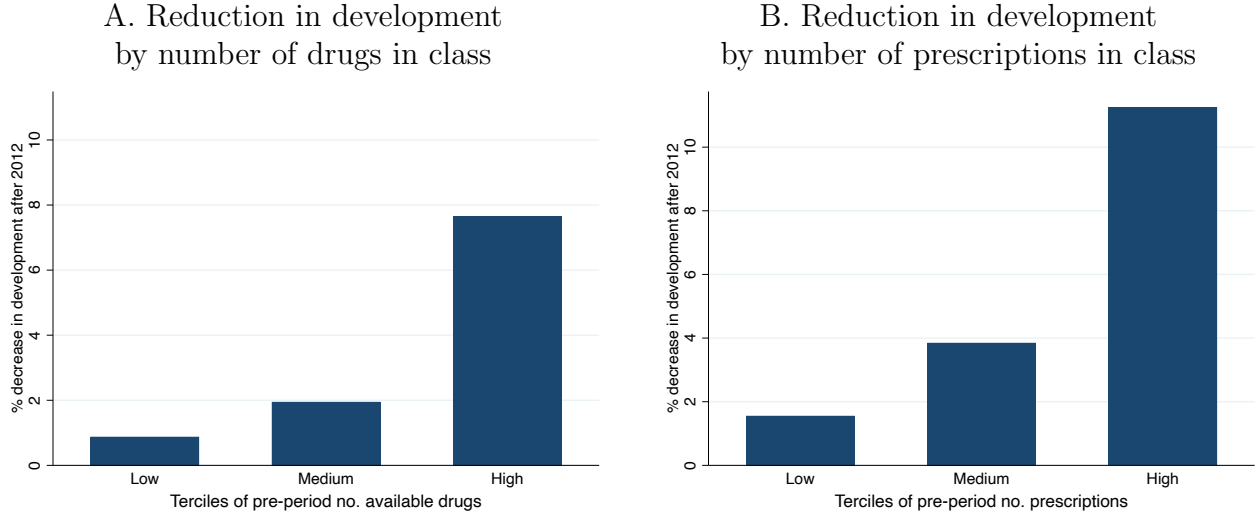 A. Reduction in development
by number of drugs in class
% decrease in development after 2012
10
8
6
4
2
0
Low Medium High
Terciles of pre-period no. available drugs
B. Reduction in development
by number of prescriptions in class
% decrease in development after 2012
10
8
6
4
2
0
Low Medium High
Terciles of pre-period no. prescriptions